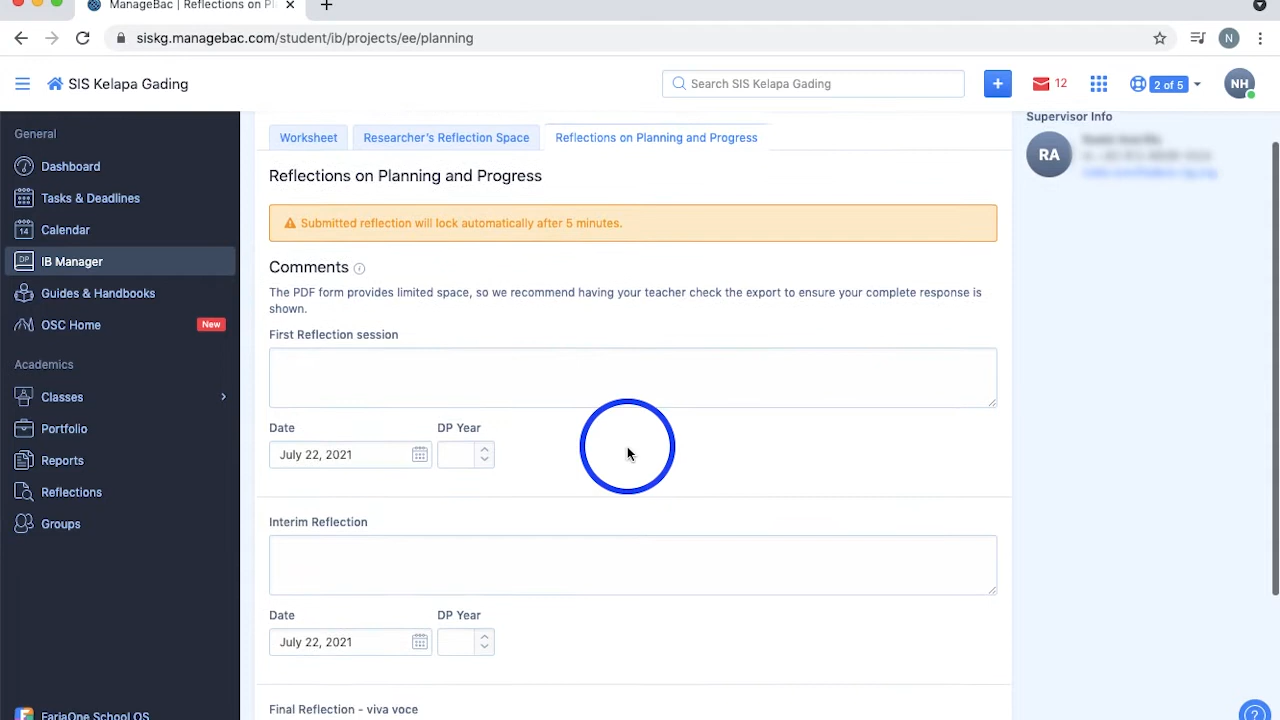 ManageBac | Reflections on Pl
siskg.managebac.com/student/ib/projects/ee/planning
N
SIS Kelapa Gading
Search SIS Kelapa Gading
+
12
2 of 5
NH
General
Dashboard
Tasks & Deadlines
14
Calendar
DP
IB Manager
Guides & Handbooks
OSC Home
New
Academics
Classes
Portfolio
Reports
Reflections
Groups
FariaOne School OS
Worksheet
Researcher's Reflection Space
Reflections on Planning and Progress
Reflections on Planning and Progress
Submitted reflection will lock automatically after 5 minutes.
Comments
The PDF form provides limited space, so we recommend having your teacher check the export to ensure your complete response is
shown.
First Reflection session
Date
DP Year
July 22, 2021
Interim Reflection
Date
DP Year
July 22, 2021
Final Reflection - viva voce
Supervisor Info
RA
?